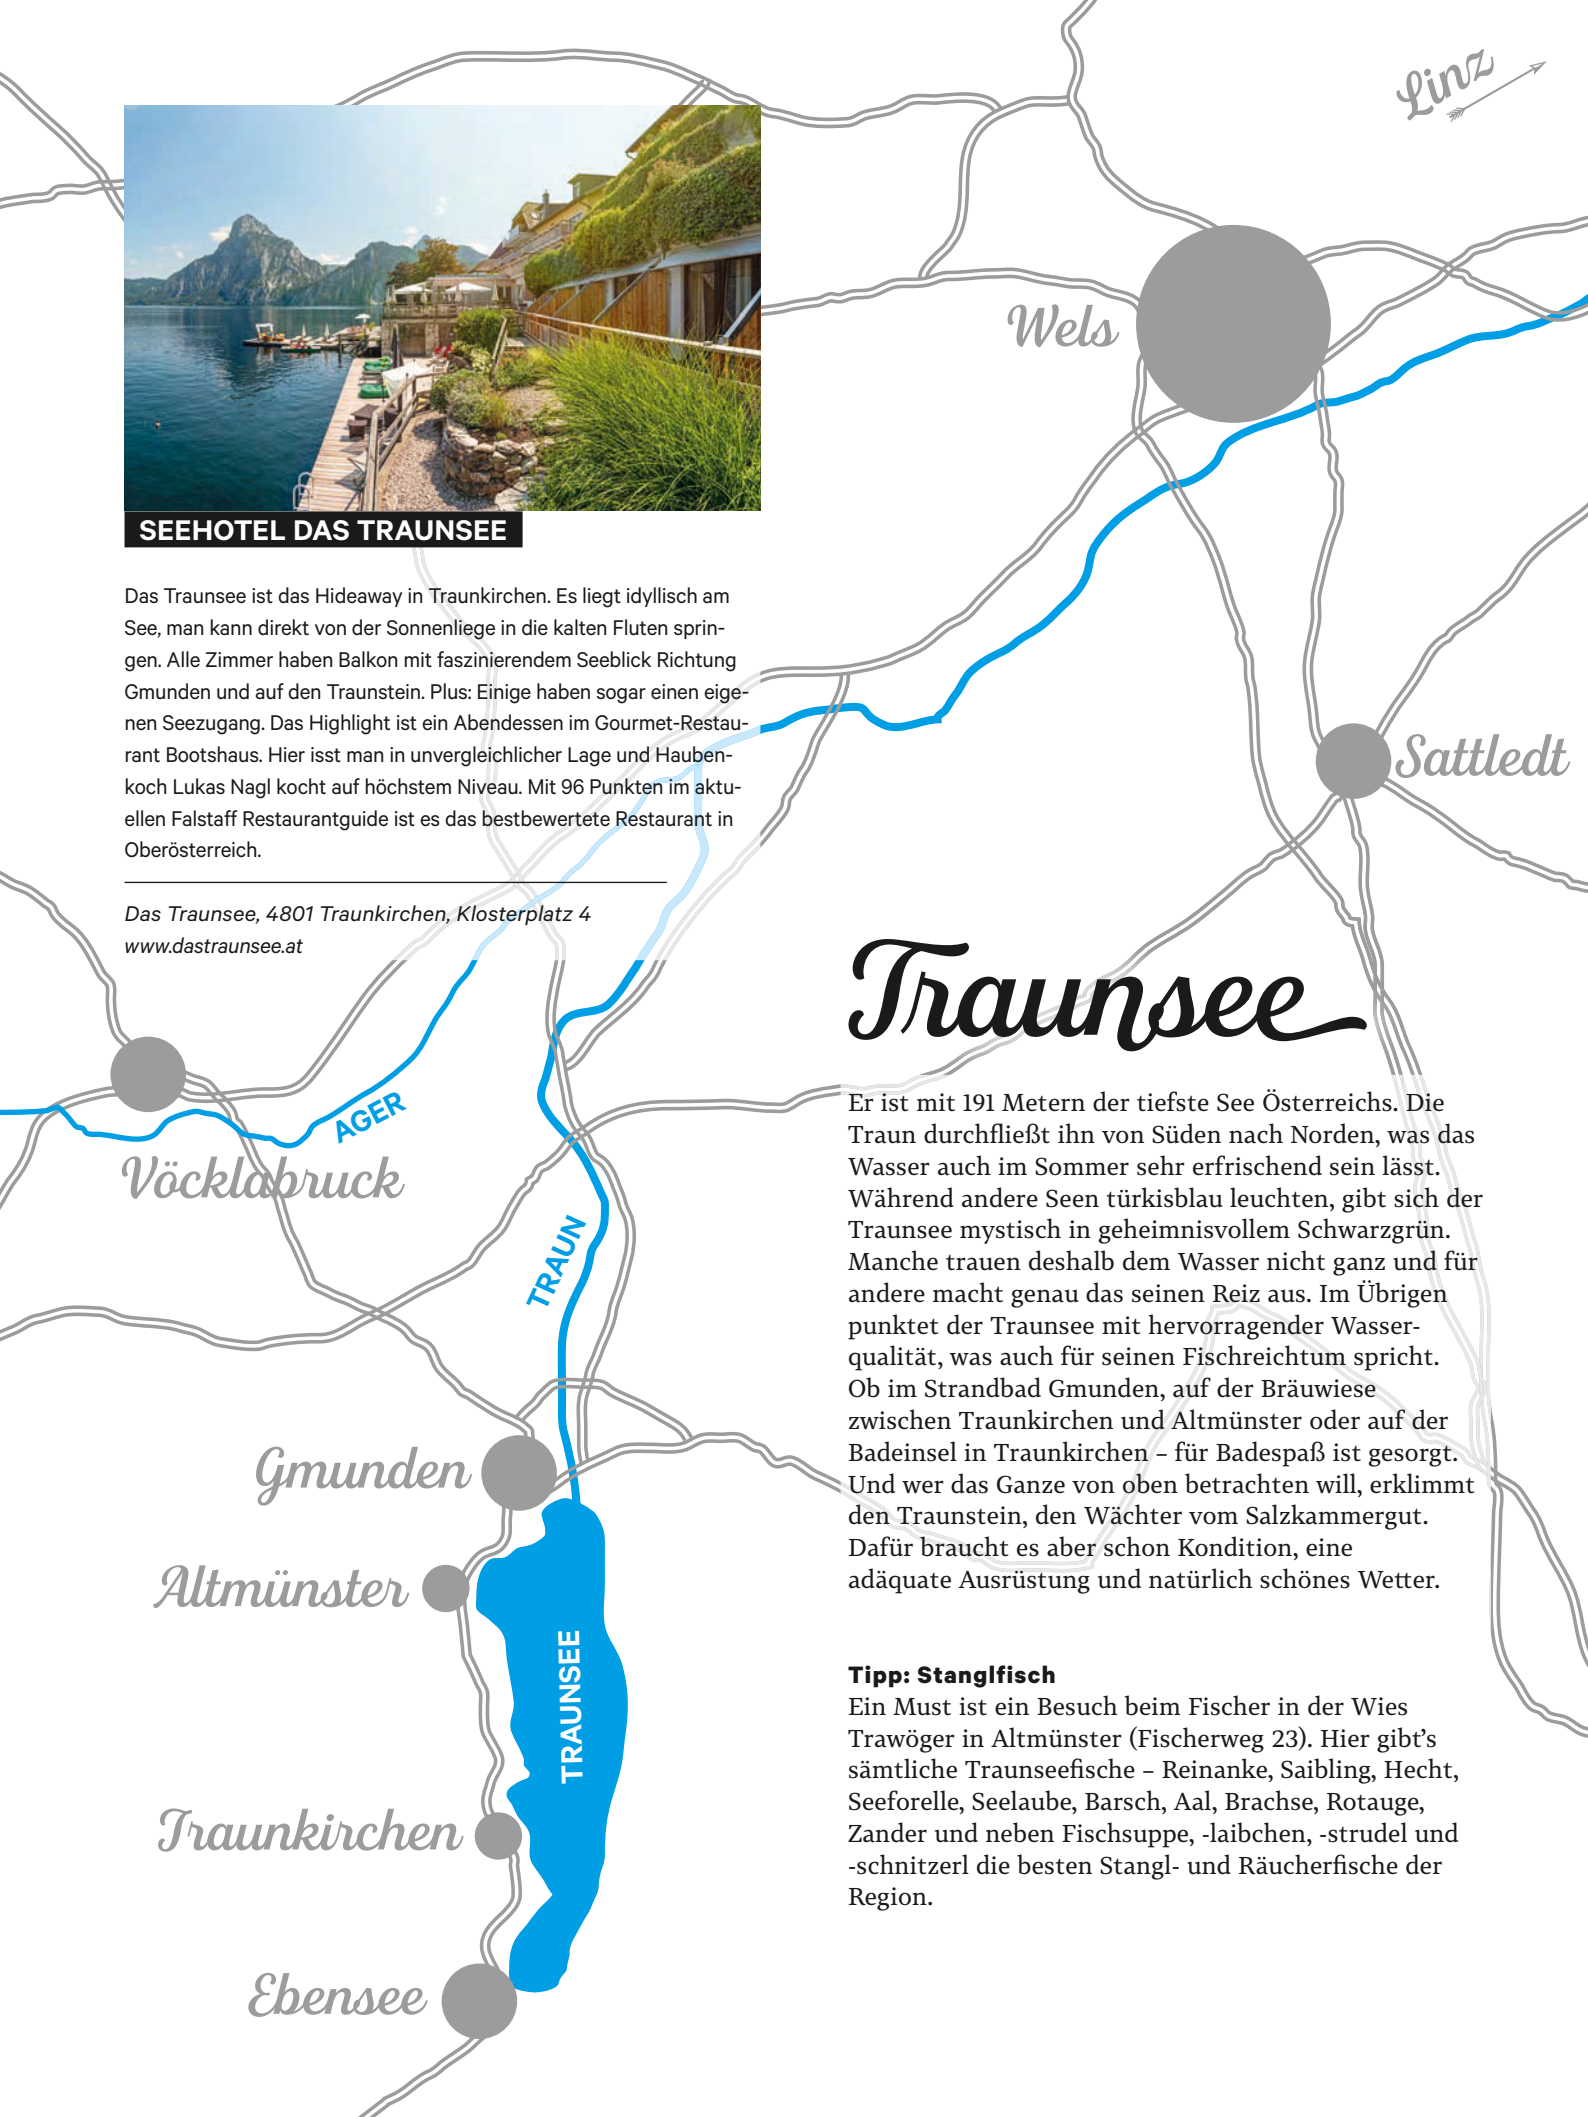 Linz
Wels
SEEHOTEL DAS TRAUNSEE
Das Traunsee ist das Hideaway in Traunkirchen. Es liegt idyllisch am
See, man kann direkt von der Sonnenliege in die kalten Fluten sprin-
gen. Alle Zimmer haben Balkon mit faszinierendem Seeblick Richtung
Gmunden und auf den Traunstein. Plus: Einige haben sogar einen eige-
nen Seezugang. Das Highlight ist ein Abendessen im Gourmet-Restau-
rant Bootshaus. Hier isst man in unvergleichlicher Lage und Hauben-
koch Lukas Nagl kocht auf höchstem Niveau. Mit 96 Punkten im aktu-
ellen Falstaff Restaurantguide ist es das bestbewertete Restaurant in
Oberösterreich.
Das Traunsee, 4801 Traunkirchen, Klosterplatz 4
www.dastraunsee.at
Sattledt
AGER
Vöcklabruck
TRAUN
Gmunden
Altmünster
TRAUNSEE
Traunkirchen
Ebensee
Traunsee
Er ist mit 191 Metern der tiefste See Österreichs. Die
Traun durchfließt ihn von Süden nach Norden, was das
Wasser auch im Sommer sehr erfrischend sein lässt.
Während andere Seen türkisblau leuchten, gibt sich der
Traunsee mystisch in geheimnisvollem Schwarzgrün.
Manche trauen deshalb dem Wasser nicht ganz und für
andere macht genau das seinen Reiz aus. Im Übrigen
punktet der Traunsee mit hervorragender Wasser-
qualität, was auch für seinen Fischreichtum spricht.
Ob im Strandbad Gmunden, auf der Bräuwiese
zwischen Traunkirchen und Altmünster oder auf der
Badeinsel in Traunkirchen – für Badespaß ist gesorgt.
Und wer das Ganze von oben betrachten will, erklimmt
den Traunstein, den Wächter vom Salzkammergut.
Dafür braucht es aber schon Kondition, eine
adäquate Ausrüstung und natürlich schönes Wetter.
Tipp: Stanglfisch
Ein Must ist ein Besuch beim Fischer in der Wies
Trawöger in Altmünster (Fischerweg 23). Hier gibt’s
sämtliche Traunseefische – Reinanke, Saibling, Hecht,
Seeforelle, Seelaube, Barsch, Aal, Brachse, Rotauge,
Zander und neben Fischsuppe, -laibchen, -strudel und
-schnitzerl die besten Stangl- und Räucherfische der
Region.